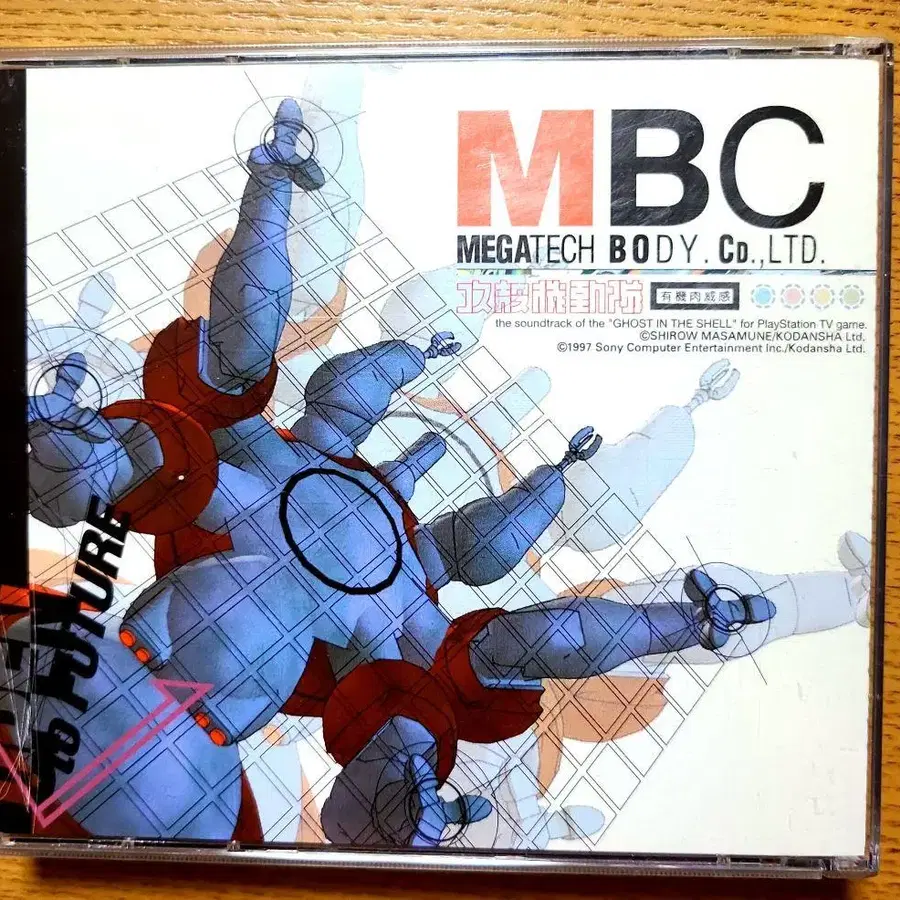 MBC
MEGATECH BODY. CD.,LTD.
攻殻機動隊 有機肉威感
the soundtrack of the "GHOST IN THE SHELL" for PlayStation TV game.
©SHIROW MASAMUNE/KODANSHA Ltd.
©1997 Sony Computer Entertainment Inc./Kodansha Ltd.
TO FUTURE